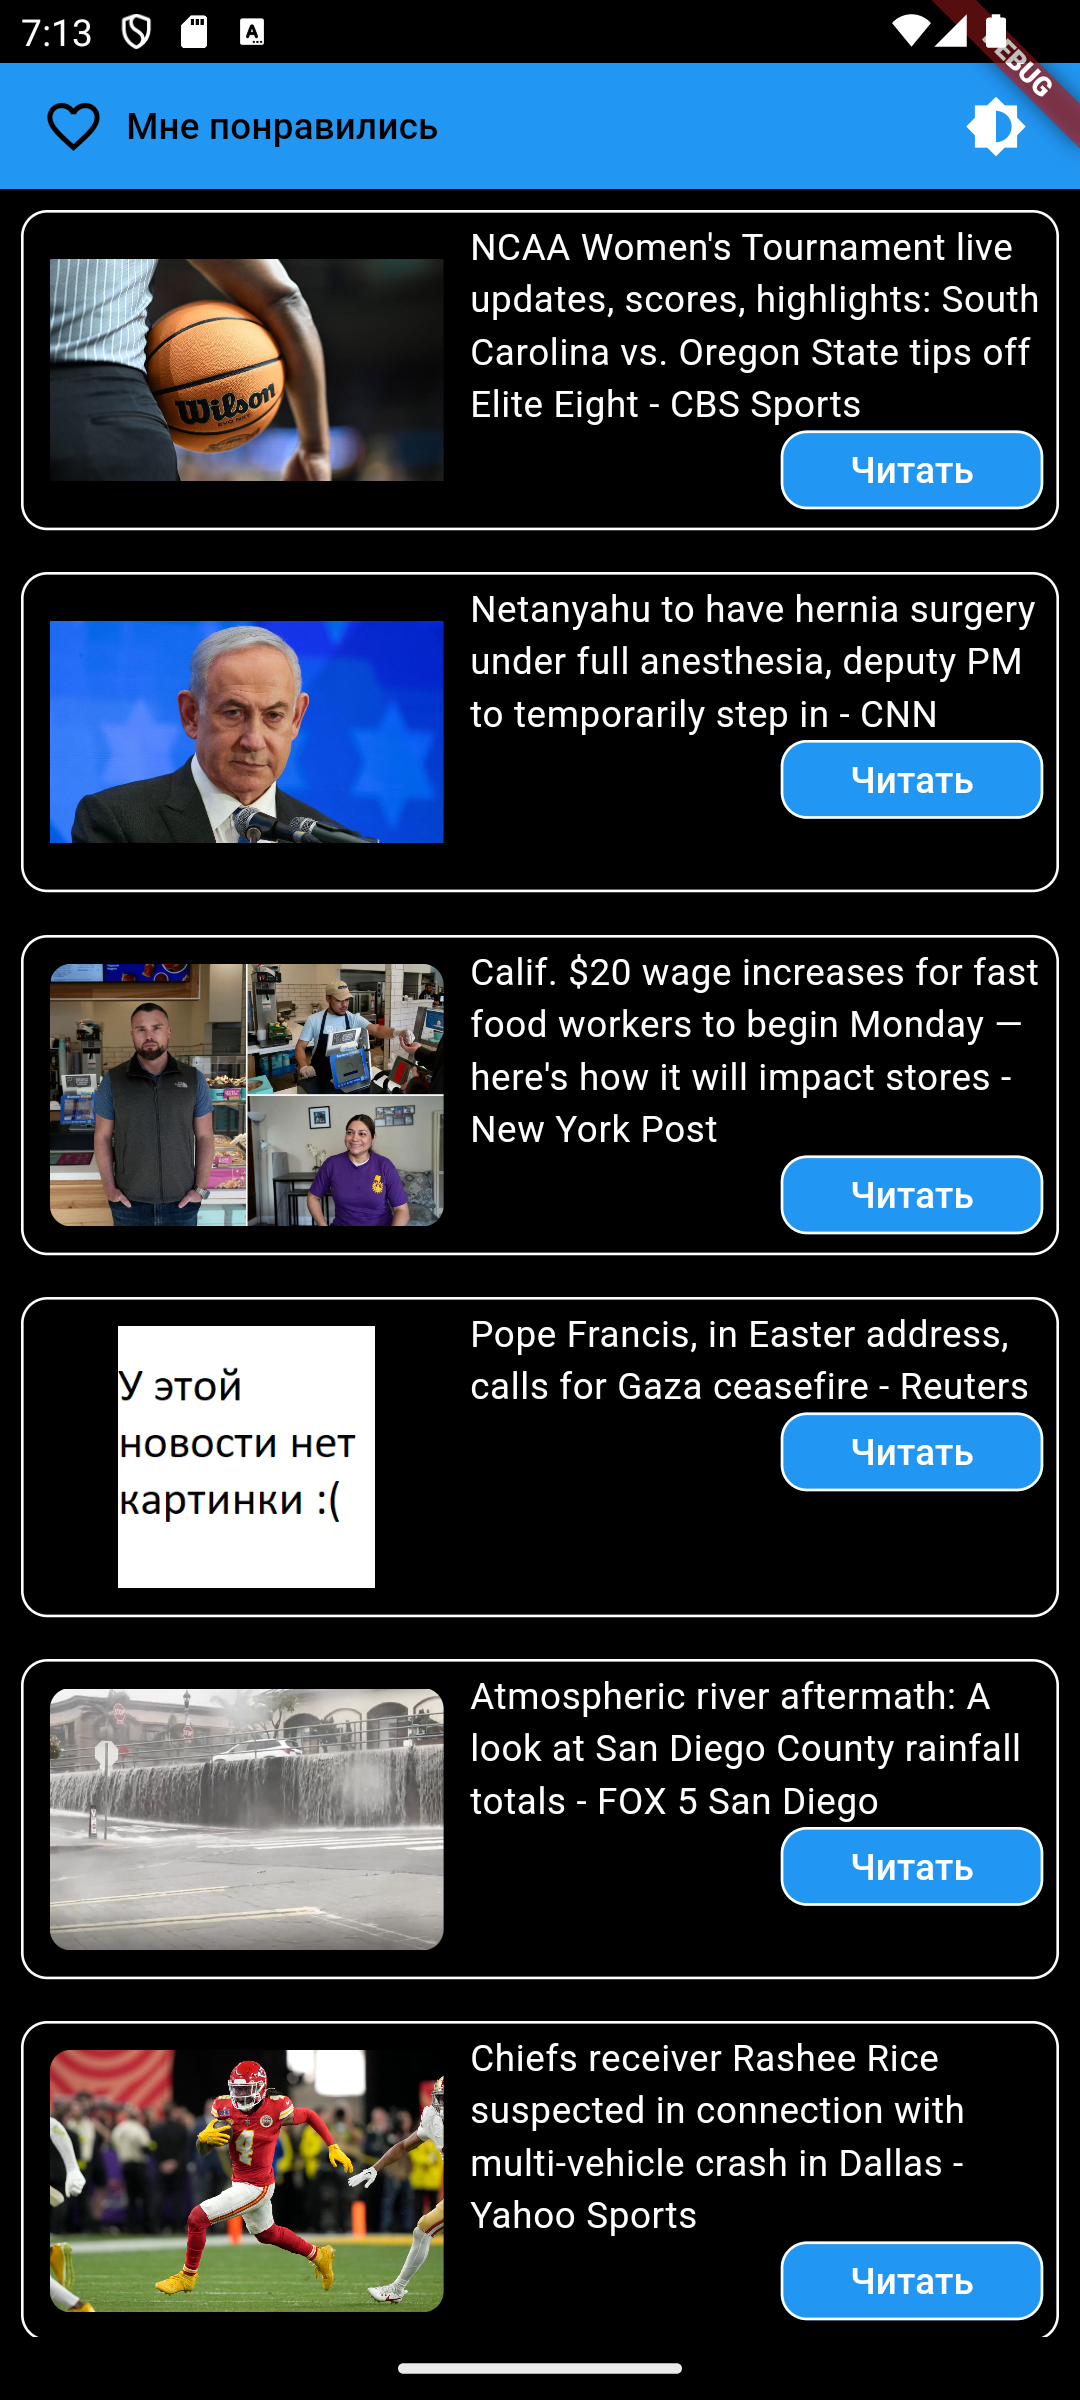 7:13
A
DEBUG
Мне понравились
NCAA Women's Tournament live
updates, scores, highlights: South
Carolina vs. Oregon State tips off
Elite Eight - CBS Sports
Wilson
EVO NXT
Читать
Netanyahu to have hernia surgery
under full anesthesia, deputy PM
to temporarily step in - CNN
Читать
Calif. $20 wage increases for fast
food workers to begin Monday —
here's how it will impact stores -
New York Post
Читать
У этой
новости нет
картинки :(
Pope Francis, in Easter address,
calls for Gaza ceasefire - Reuters
Читать
Atmospheric river aftermath: A
look at San Diego County rainfall
totals - FOX 5 San Diego
Читать
Chiefs receiver Rashee Rice
suspected in connection with
multi-vehicle crash in Dallas -
Yahoo Sports
4
Читать